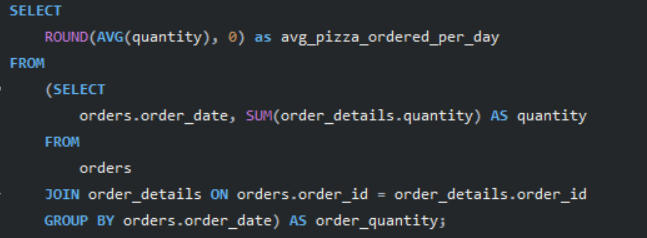 SELECT
ROUND(AVG(quantity), 0) as avg_pizza_ordered_per_day
FROM
(SELECT
orders.order_date, SUM(order_details.quantity) AS quantity
FROM
orders
JOIN order_details ON orders.order_id = order_details.order_id
GROUP BY orders.order_date) AS order_quantity;